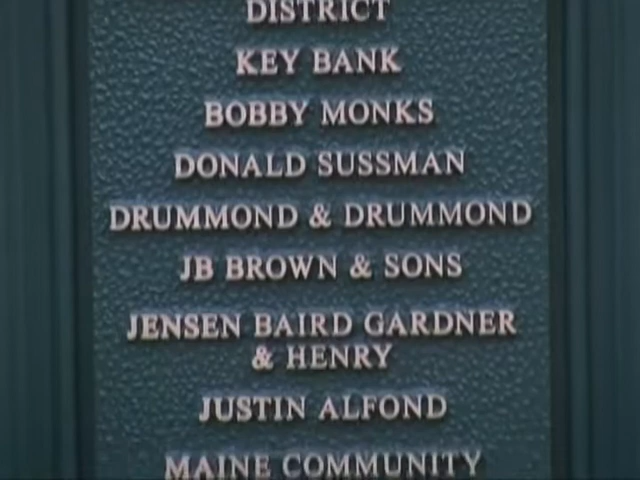 DISTRICT
KEY BANK
BOBBY MONKS
DONALD SUSSMAN
DRUMMOND & DRUMMOND
JB BROWN & SONS
JENSEN BAIRD GARDNER
& HENRY
JUSTIN ALFOND
MAINE COMMUNITY